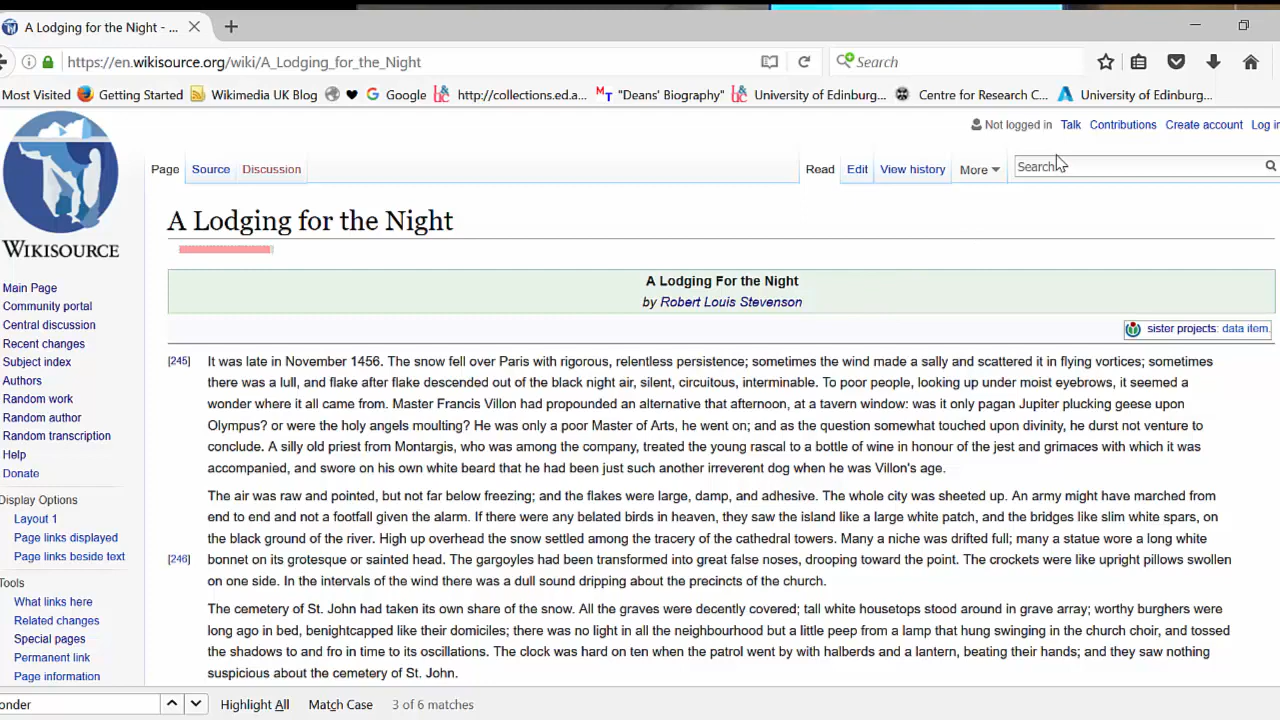 A Lodging for the Night - ...
https://en.wikisource.org/wiki/A_Lodging_for_the_Night
Search
Most Visited Getting Started Wikimedia UK Blog Google http://collections.ed.a... "Deans' Biography" University of Edinburg... Centre for Research C... University of Edinburg...
Not logged in Talk Contributions Create account Log in
Page Source Discussion Read Edit View history More Search
WIKISOURCE
A Lodging for the Night
A Lodging For the Night
by Robert Louis Stevenson
sister projects: data item.
Main Page
Community portal
Central discussion
Recent changes
Subject index
Authors
Random work
Random author
Random transcription
Help
Donate
Display Options
Layout 1
Page links displayed
Page links beside text
Tools
What links here
Related changes
Special pages
Permanent link
Page information
[245] It was late in November 1456. The snow fell over Paris with rigorous, relentless persistence; sometimes the wind made a sally and scattered it in flying vortices; sometimes
there was a lull, and flake after flake descended out of the black night air, silent, circuitous, interminable. To poor people, looking up under moist eyebrows, it seemed a
wonder where it all came from. Master Francis Villon had propounded an alternative that afternoon, at a tavern window: was it only pagan Jupiter plucking geese upon
Olympus? or were the holy angels moulting? He was only a poor Master of Arts, he went on; and as the question somewhat touched upon divinity, he durst not venture to
conclude. A silly old priest from Montargis, who was among the company, treated the young rascal to a bottle of wine in honour of the jest and grimaces with which it was
accompanied, and swore on his own white beard that he had been just such another irreverent dog when he was Villon's age.
The air was raw and pointed, but not far below freezing; and the flakes were large, damp, and adhesive. The whole city was sheeted up. An army might have marched from
end to end and not a footfall given the alarm. If there were any belated birds in heaven, they saw the island like a large white patch, and the bridges like slim white spars, on
the black ground of the river. High up overhead the snow settled among the tracery of the cathedral towers. Many a niche was drifted full; many a statue wore a long white
[246] bonnet on its grotesque or sainted head. The gargoyles had been transformed into great false noses, drooping toward the point. The crockets were like upright pillows swollen
on one side. In the intervals of the wind there was a dull sound dripping about the precincts of the church.
The cemetery of St. John had taken its own share of the snow. All the graves were decently covered; tall white housetops stood around in grave array; worthy burghers were
long ago in bed, benightcapped like their domiciles; there was no light in all the neighbourhood but a little peep from a lamp that hung swinging in the church choir, and tossed
the shadows to and fro in time to its oscillations. The clock was hard on ten when the patrol went by with halberds and a lantern, beating their hands; and they saw nothing
suspicious about the cemetery of St. John.
onder Highlight All Match Case 3 of 6 matches